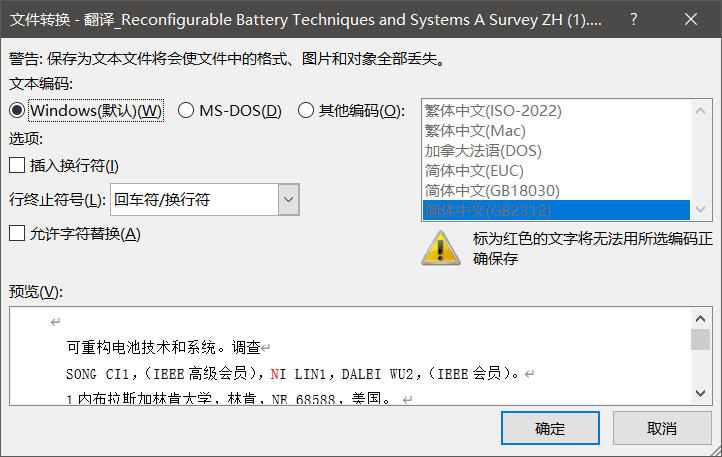 文件转换 - 翻译_Reconfigurable Battery Techniques and Systems A Survey ZH (1)....
警告: 保存为文本文件将会使文件中的格式、图片和对象全部丢失。
文本编码:
Windows(默认)(W) MS-DOS(D) 其他编码(O):
繁体中文(ISO-2022)
繁体中文(Mac)
加拿大法语(DOS)
简体中文(EUC)
简体中文(GB18030)
简体中文(GB2312)
选项:
插入换行符(I)
行终止符号(L): 回车符/换行符
允许字符替换(A)
标为红色的文字将无法用所选编码正
确保存
预览(V):
可重构电池技术和系统。调查
SONG CI1，（IEEE高级会员），NI LIN1，DALEI WU2，（IEEE会员）。
1内布拉斯加林肯大学，林肯，NE 68588，美国。
确定 取消